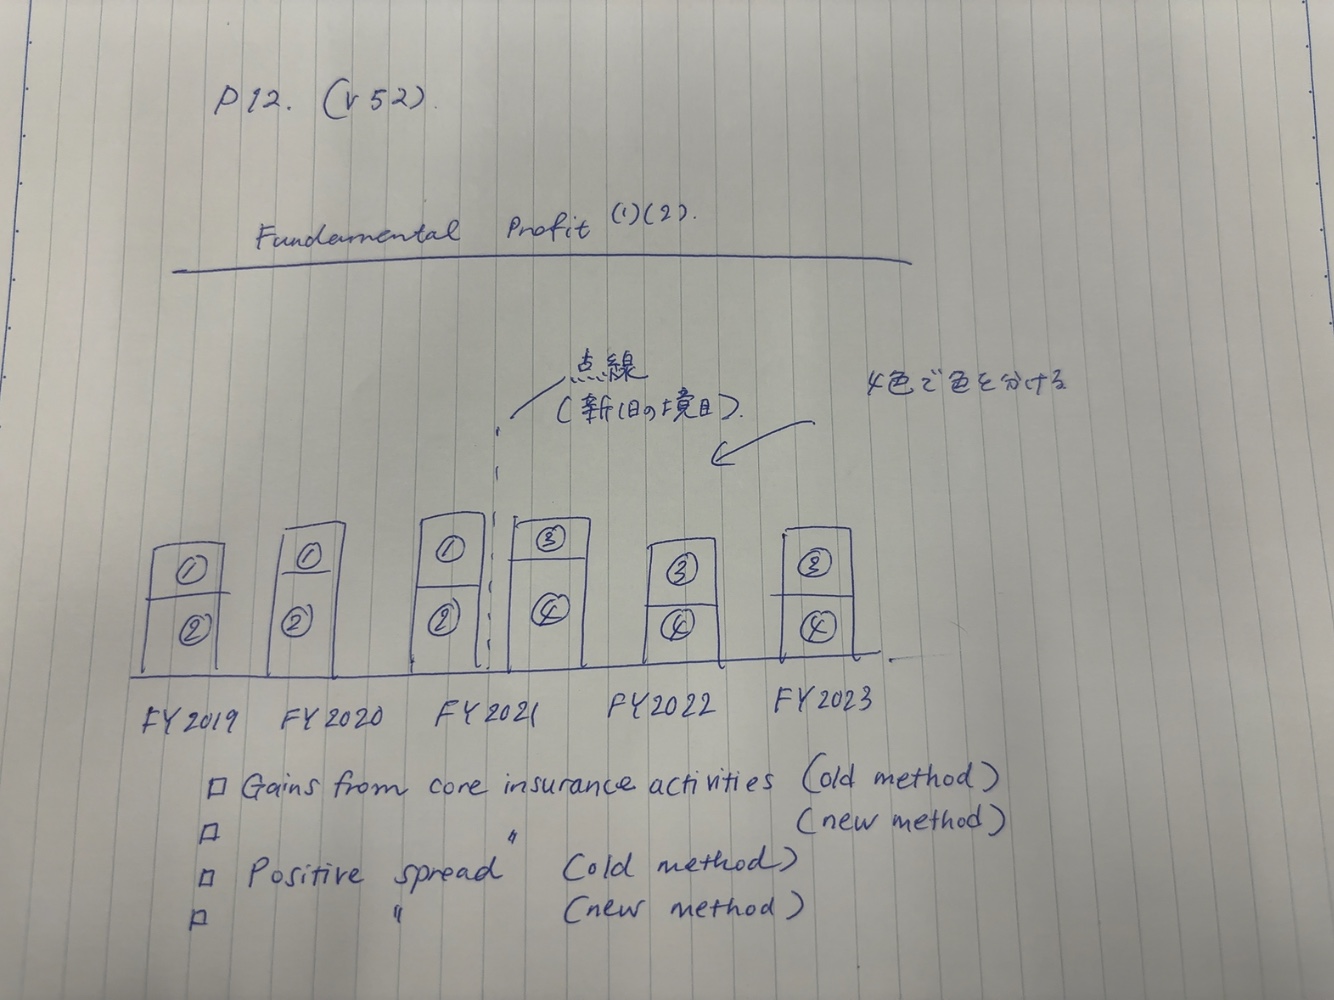 P12. (v52).
Fundamental Profit (1)(2).
点線
(新旧の境目).
4色で色を分ける
① ① ① ③ ③ ③
② ② ② ④ ④ ④
FY2019 FY2020 FY2021 FY2022 FY2023
□ Gains from core insurance activities (old method)
□ 〃 (new method)
□ Positive spread (old method)
□ 〃 (new method)